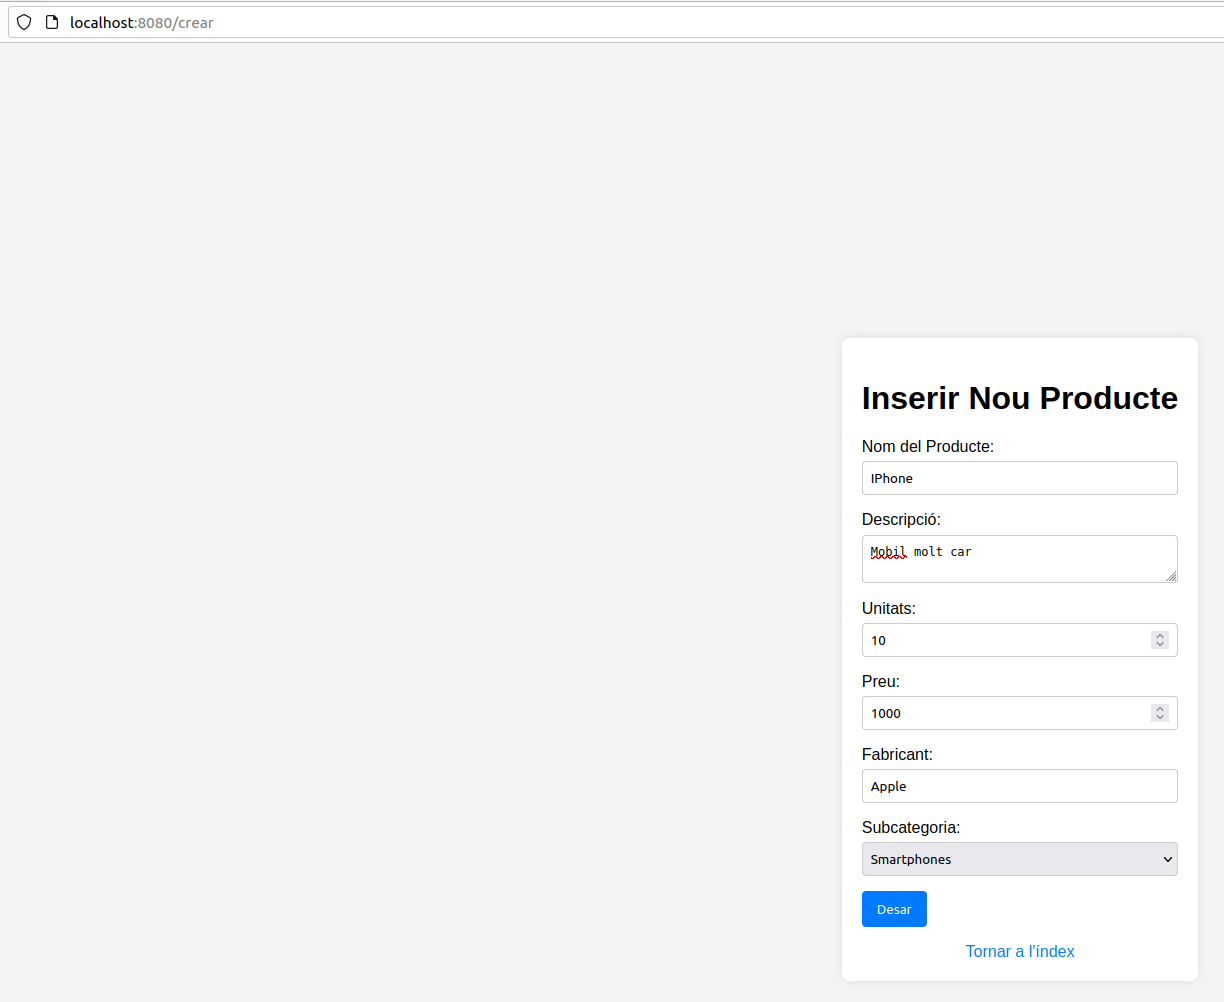 localhost:8080/crear
Inserir Nou Producte
Nom del Producte:
IPhone
Descripció:
Mobil molt car
Unitats:
10
Preu:
1000
Fabricant:
Apple
Subcategoria:
Smartphones
Desar
Tornar a l'índex